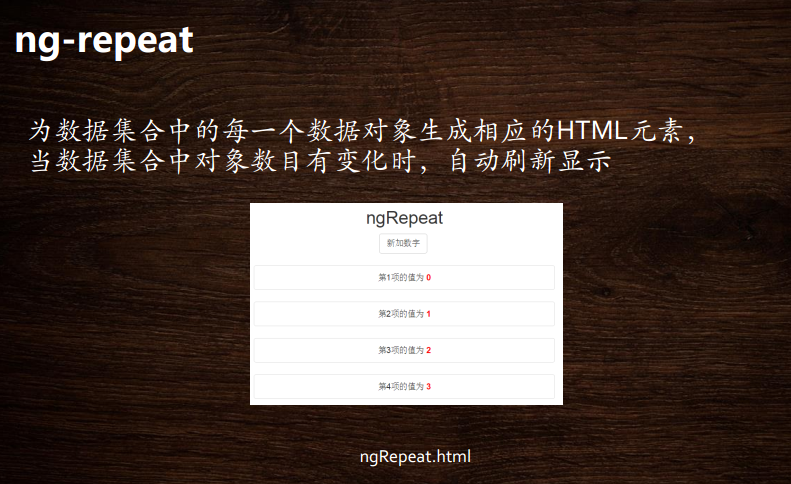 ng-repeat
为数据集合中的每一个数据对象生成相应的HTML元素，
当数据集合中对象数目有变化时，自动刷新显示
ngRepeat
新加数字
第1项的值为 0
第2项的值为 1
第3项的值为 2
第4项的值为 3
ngRepeat.html